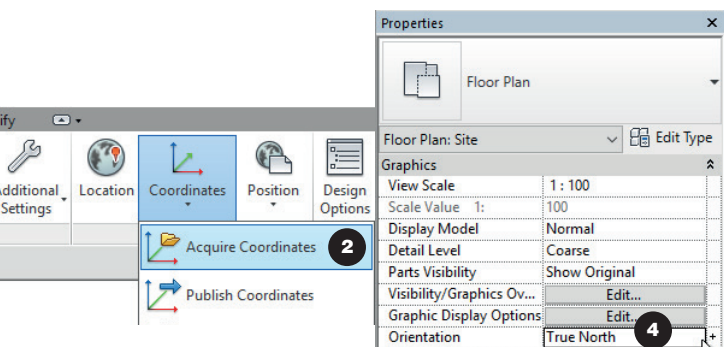 Properties
Floor Plan
Floor Plan: Site
Edit Type
Graphics
View Scale 1 : 100
Scale Value 1: 100
Display Model Normal
Detail Level Coarse
Parts Visibility Show Original
Visibility/Graphics Ov... Edit...
Graphic Display Options Edit...
Orientation True North
4
ify
Additional Settings
Location
Coordinates
Position
Design Options
Acquire Coordinates
2
Publish Coordinates